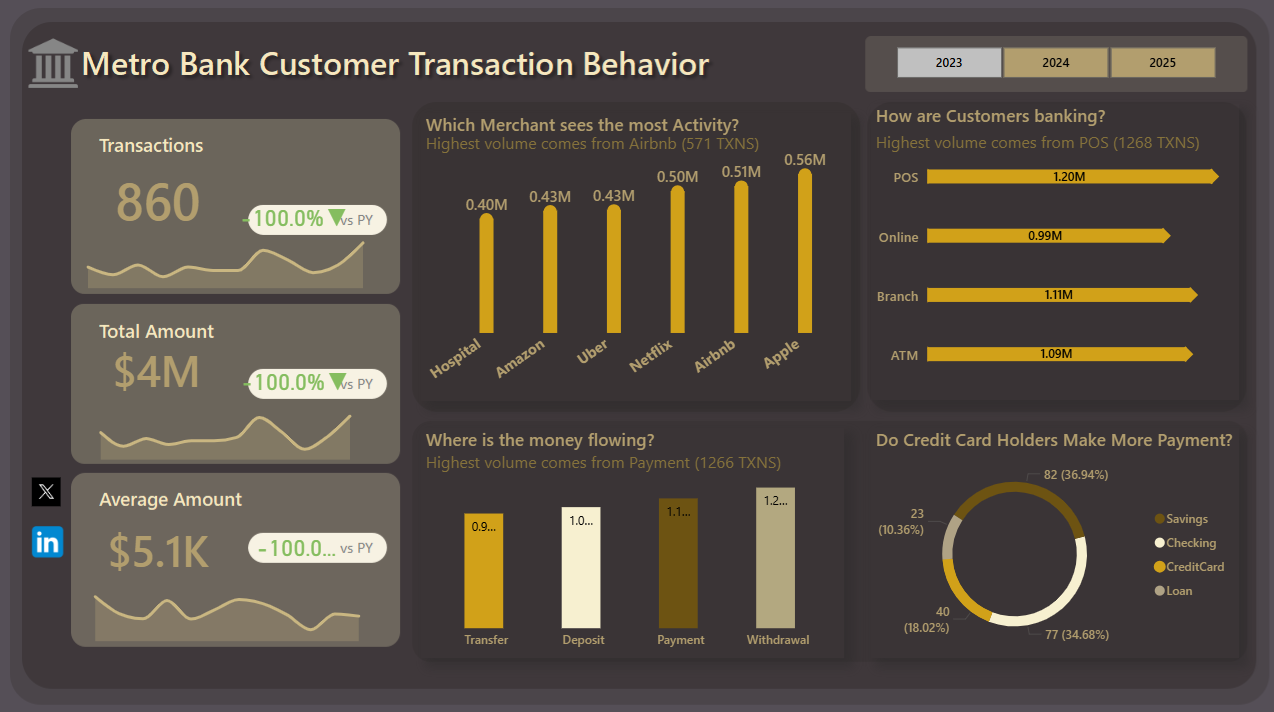 Metro Bank Customer Transaction Behavior
2023
2024
2025
Transactions
860
-100.0% ▼ vs PY
Total Amount
$4M
-100.0% ▼ vs PY
Average Amount
$5.1K
-100.0... vs PY
X
in
Which Merchant sees the most Activity?
Highest volume comes from Airbnb (571 TXNS)
0.40M
0.43M
0.43M
0.50M
0.51M
0.56M
Hospital
Amazon
Uber
Netflix
Airbnb
Apple
How are Customers banking?
Highest volume comes from POS (1268 TXNS)
POS
1.20M
Online
0.99M
Branch
1.11M
ATM
1.09M
Where is the money flowing?
Highest volume comes from Payment (1266 TXNS)
0.9...
1.0...
1.1...
1.2...
Transfer
Deposit
Payment
Withdrawal
Do Credit Card Holders Make More Payment?
82 (36.94%)
23
(10.36%)
40
(18.02%)
77 (34.68%)
Savings
Checking
CreditCard
Loan